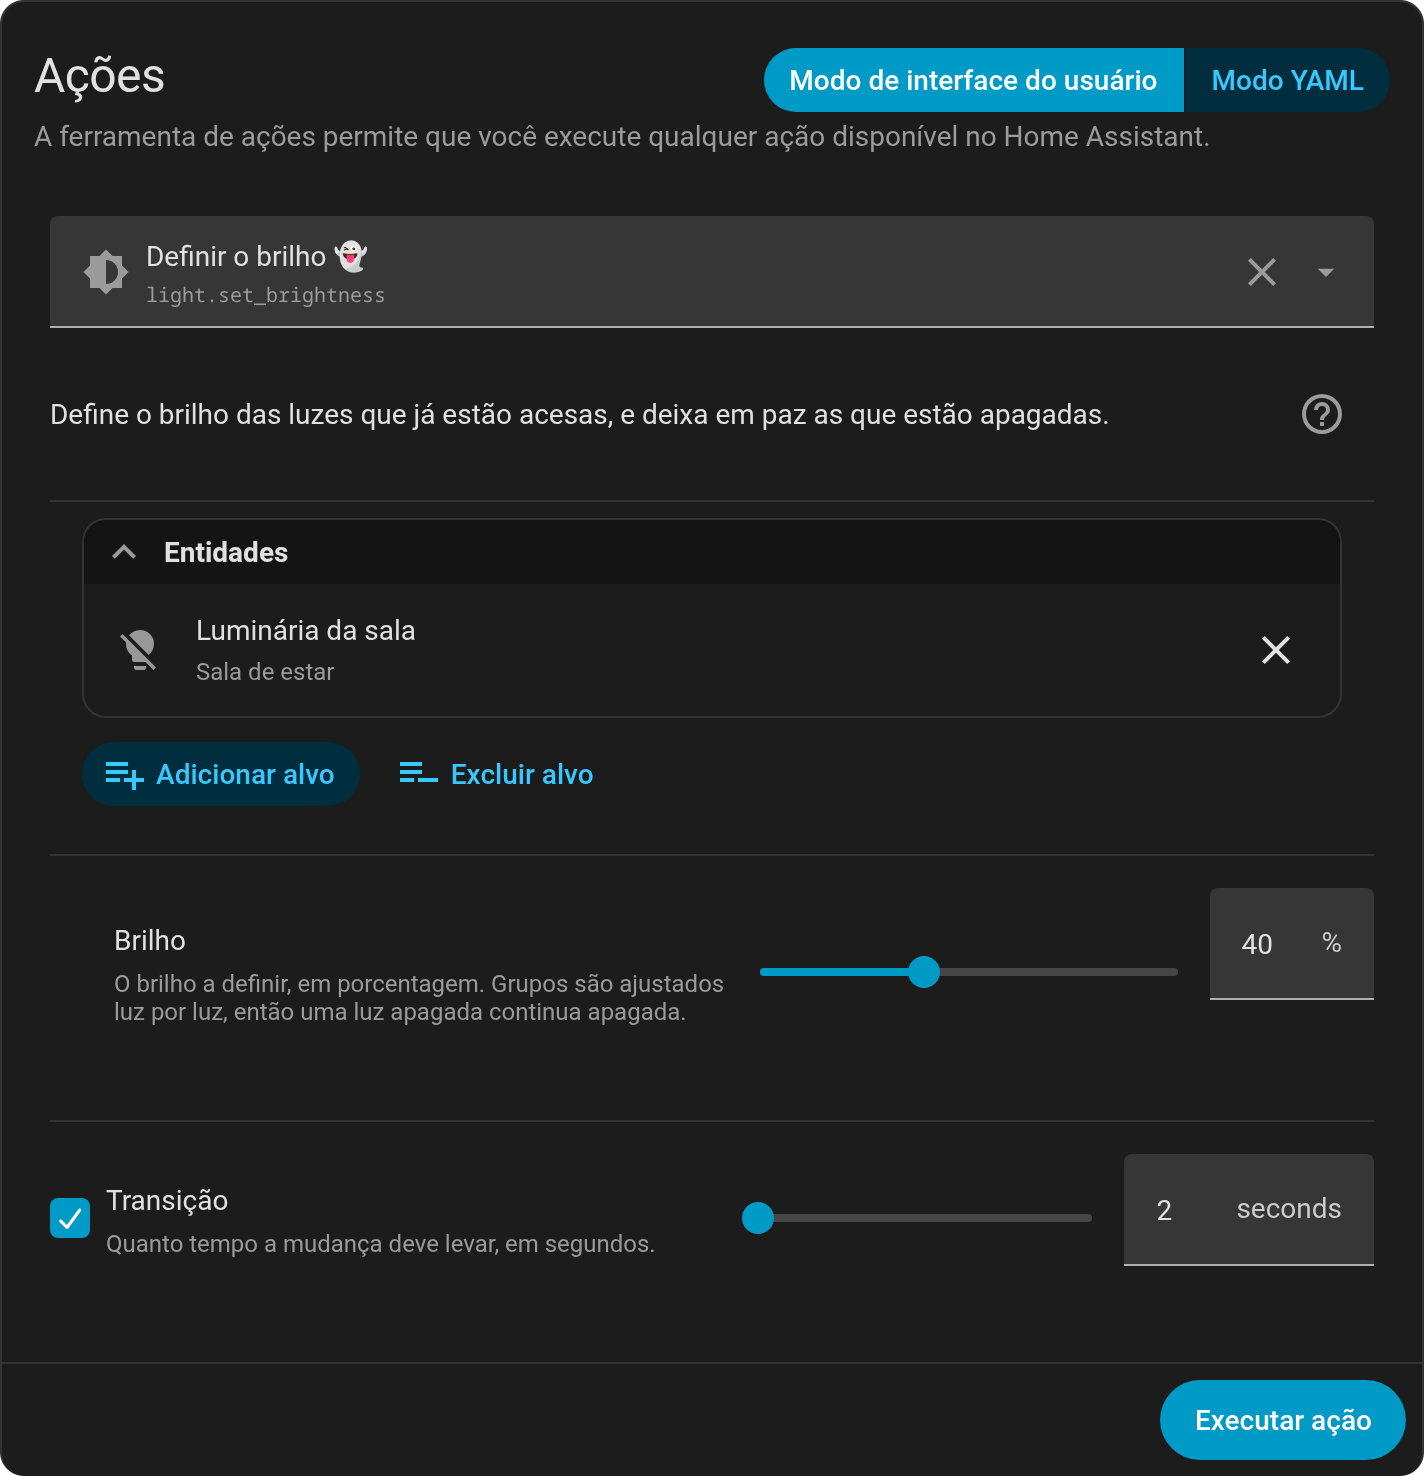 Ações
Modo de interface do usuário
Modo YAML
A ferramenta de ações permite que você execute qualquer ação disponível no Home Assistant.
Definir o brilho 👻
light.set_brightness
Define o brilho das luzes que já estão acesas, e deixa em paz as que estão apagadas.
Entidades
Luminária da sala
Sala de estar
Adicionar alvo
Excluir alvo
Brilho
O brilho a definir, em porcentagem. Grupos são ajustados
luz por luz, então uma luz apagada continua apagada.
40 %
Transição
Quanto tempo a mudança deve levar, em segundos.
2 seconds
Executar ação